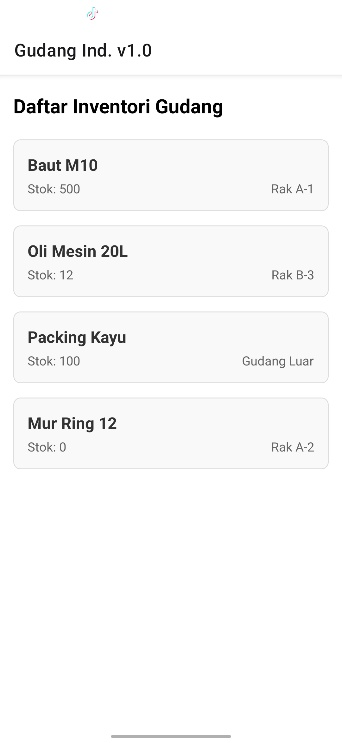 Gudang Ind. v1.0
Daftar Inventori Gudang
Baut M10
Stok: 500 Rak A-1
Oli Mesin 20L
Stok: 12 Rak B-3
Packing Kayu
Stok: 100 Gudang Luar
Mur Ring 12
Stok: 0 Rak A-2